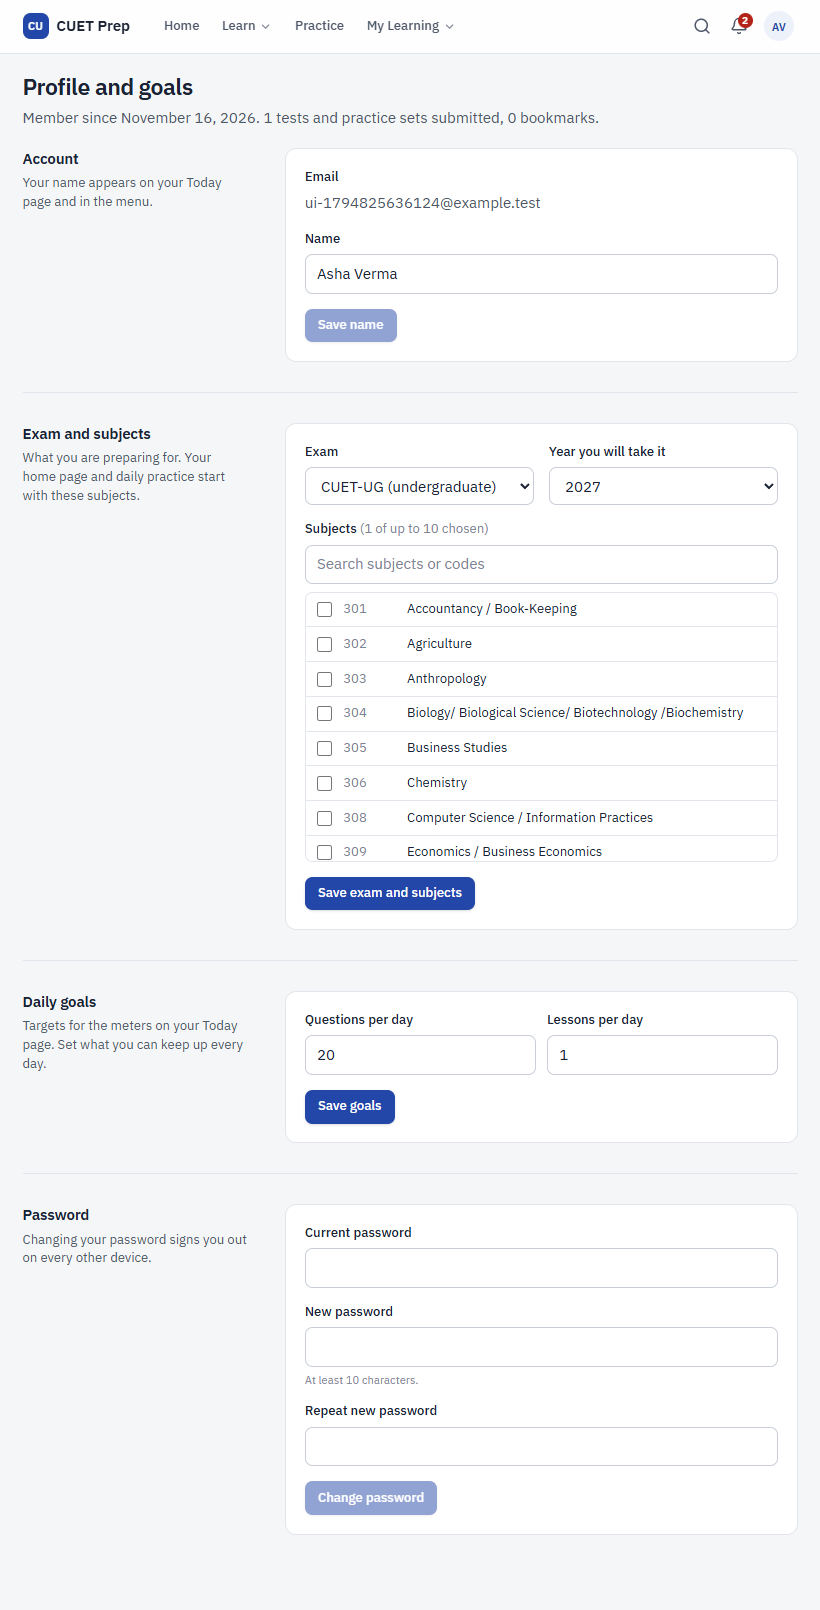 CU CUET Prep Home Learn Practice My Learning 2 AV
Profile and goals
Member since November 16, 2026. 1 tests and practice sets submitted, 0 bookmarks.
Account
Your name appears on your Today
page and in the menu.
Email
ui-1794825636124@example.test
Name
Asha Verma
Save name
Exam and subjects
What you are preparing for. Your
home page and daily practice start
with these subjects.
Exam Year you will take it
CUET-UG (undergraduate) 2027
Subjects (1 of up to 10 chosen)
Search subjects or codes
301 Accountancy / Book-Keeping
302 Agriculture
303 Anthropology
304 Biology/ Biological Science/ Biotechnology /Biochemistry
305 Business Studies
306 Chemistry
308 Computer Science / Information Practices
309 Economics / Business Economics
Save exam and subjects
Daily goals
Targets for the meters on your Today
page. Set what you can keep up every
day.
Questions per day Lessons per day
20 1
Save goals
Password
Changing your password signs you out
on every other device.
Current password
New password
At least 10 characters.
Repeat new password
Change password